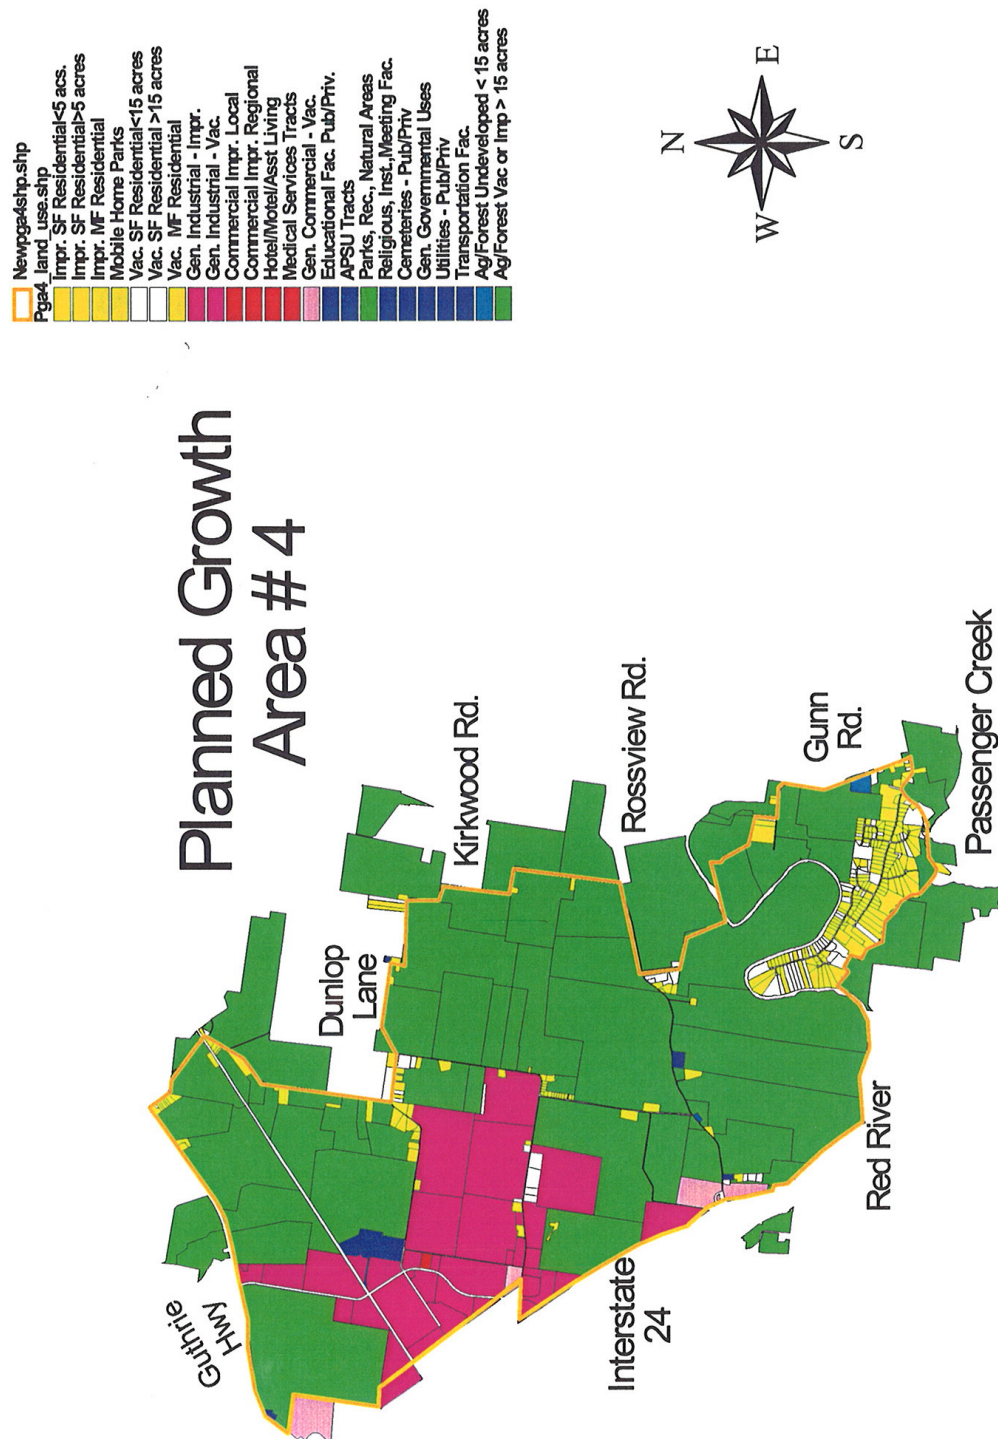 Planned Growth
Area # 4
Newpga4shp.shp
Pga4_land_use.shp
Impr. SF Residential<5 acs.
Impr. SF Residential>5 acres
Impr. MF Residential
Mobile Home Parks
Vac. SF Residential<15 acres
Vac. SF Residential >15 acres
Vac. MF Residential
Gen. Industrial - Impr.
Gen. Industrial - Vac.
Commercial Impr. Local
Commercial Impr. Regional
Hotel/Motel/Asst Living
Medical Services Tracts
Gen. Commercial - Vac.
Educational Fac. Pub/Priv.
APSU Tracts
Parks, Rec., Natural Areas
Religious, Inst.,Meeting Fac.
Cemeteries - Pub/Priv
Gen. Governmental Uses
Utilities - Pub/Priv
Transportation Fac.
Ag/Forest Undeveloped < 15 acres
Ag/Forest Vac or Imp > 15 acres
Guthrie
Hwy
Dunlop
Lane
Kirkwood Rd.
Rossview Rd.
Gunn
Rd.
Interstate
24
Red River
Passenger Creek
N
W
E
S